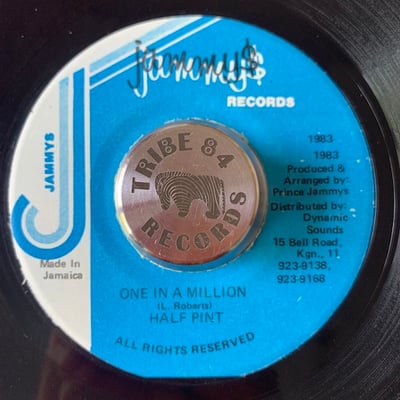 jammy$
RECORDS
JAMMYS
1983
1983
Produced &
Arranged by:
Prince Jammys
Distributed by:
Dynamic
Sounds
15 Bell Road,
Kgn., 11
923-9138,
923-9168
TRIBE 84
RECORDS
Made In
Jamaica
ONE IN A MILLION
(L. Roberts)
HALF PINT
ALL RIGHTS RESERVED